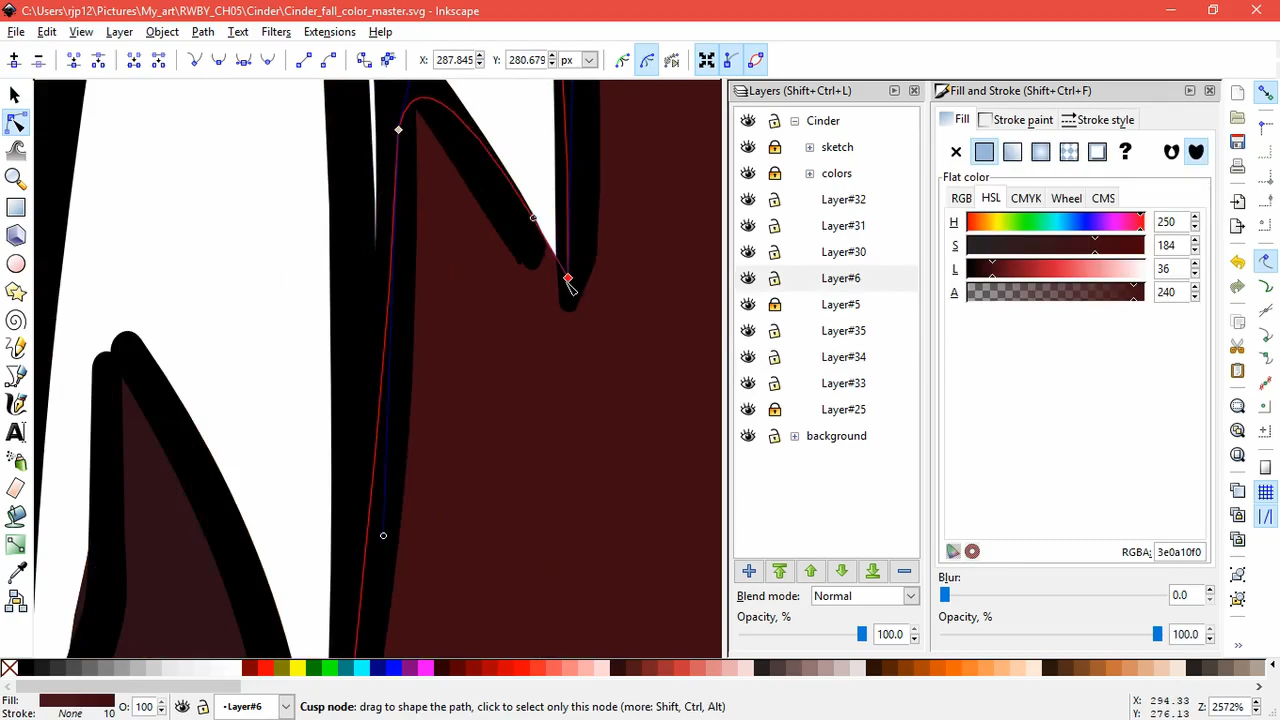 C:\Users\rjp12\Pictures\My_art\RWBY_CH05\Cinder\Cinder_fall_color_master.svg - Inkscape
File Edit View Layer Object Path Text Filters Extensions Help
X: 287.845 Y: 280.679 px
Layers (Shift+Ctrl+L)
Cinder
sketch
colors
Layer#32
Layer#31
Layer#30
Layer#6
Layer#5
Layer#35
Layer#34
Layer#33
Layer#25
background
Blend mode: Normal
Opacity, %
100.0
Fill and Stroke (Shift+Ctrl+F)
Fill Stroke paint Stroke style
?
Flat color
RGB HSL CMYK Wheel CMS
H 250
S 184
L 36
A 240
RGBA: 3e0a10f0
Blur:
0.0
Opacity, %
100.0
Fill:
Stroke: None 10
O: 100
•Layer#6
Cusp node: drag to shape the path, click to select only this node (more: Shift, Ctrl, Alt)
X: 294.33
Y: 276.13
Z: 2572%